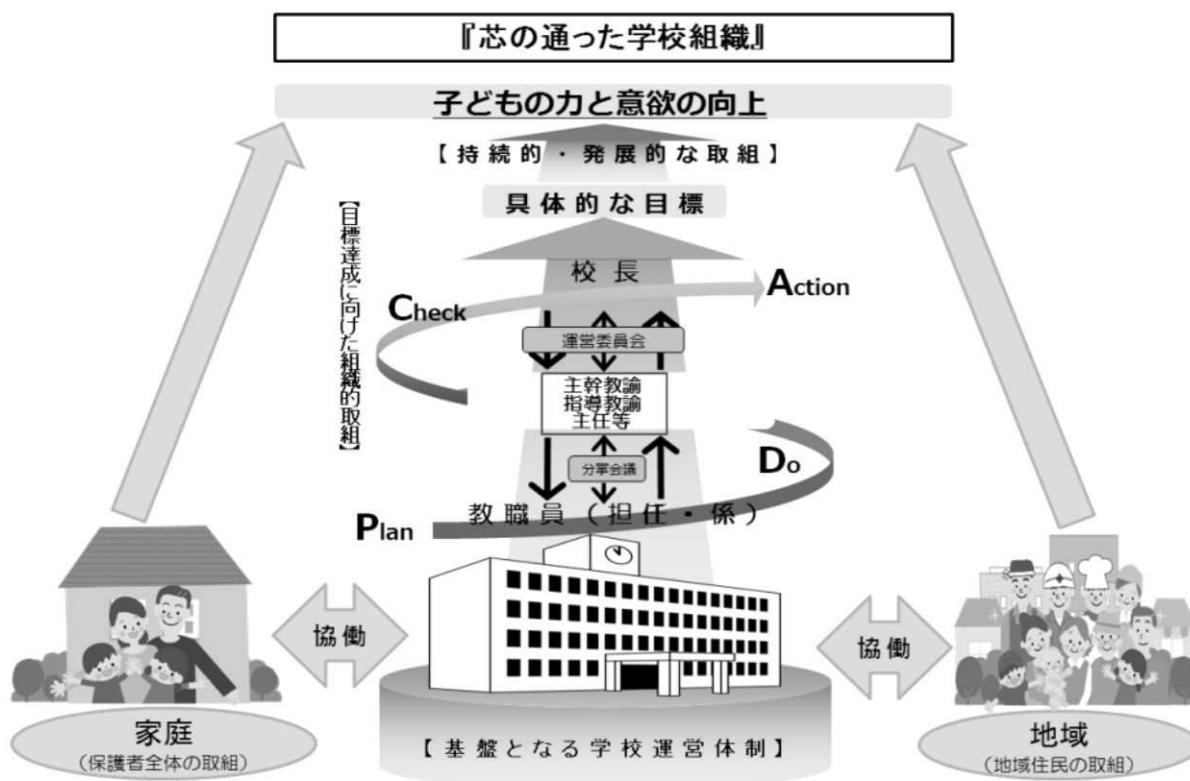 『芯の通った学校組織』
子どもの力と意欲の向上
【持続的・発展的な取組】
具体的な目標
【目標達成に向けた組織的取組】
校長
Check
Action
運営委員会
主幹教諭
指導教諭
主任等
分掌会議
Do
教職員(担任・係)
Plan
協働
協働
家庭
(保護者全体の取組)
【基盤となる学校運営体制】
地域
(地域住民の取組)